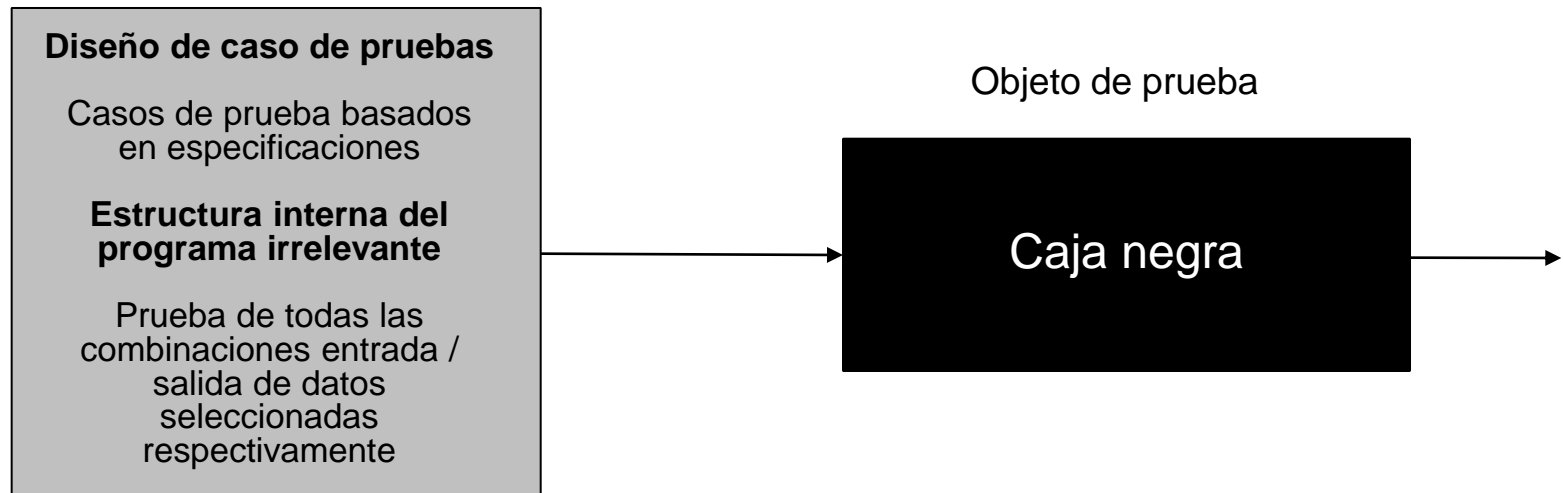 Diseño de caso de pruebas
Casos de prueba basados
en especificaciones
Estructura interna del
programa irrelevante
Prueba de todas las
combinaciones entrada /
salida de datos
seleccionadas
respectivamente
Objeto de prueba
Caja negra